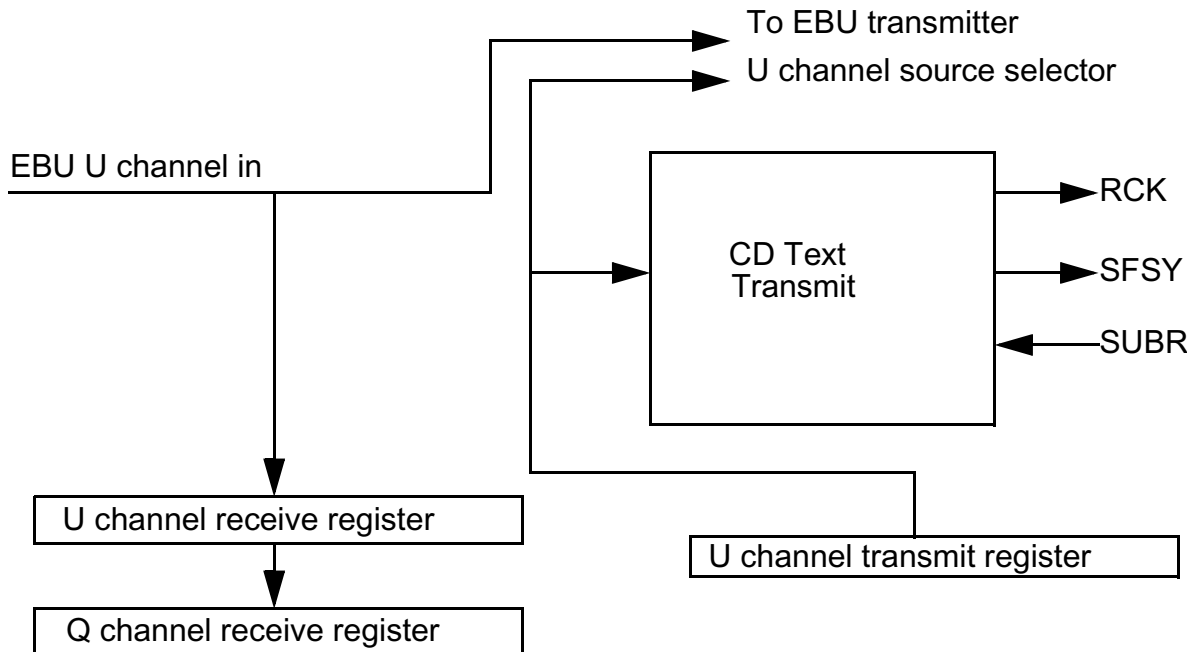 To EBU transmitter
U channel source selector
EBU U channel in
RCK
CD Text
Transmit
SFSY
SUBR
U channel receive register
U channel transmit register
Q channel receive register